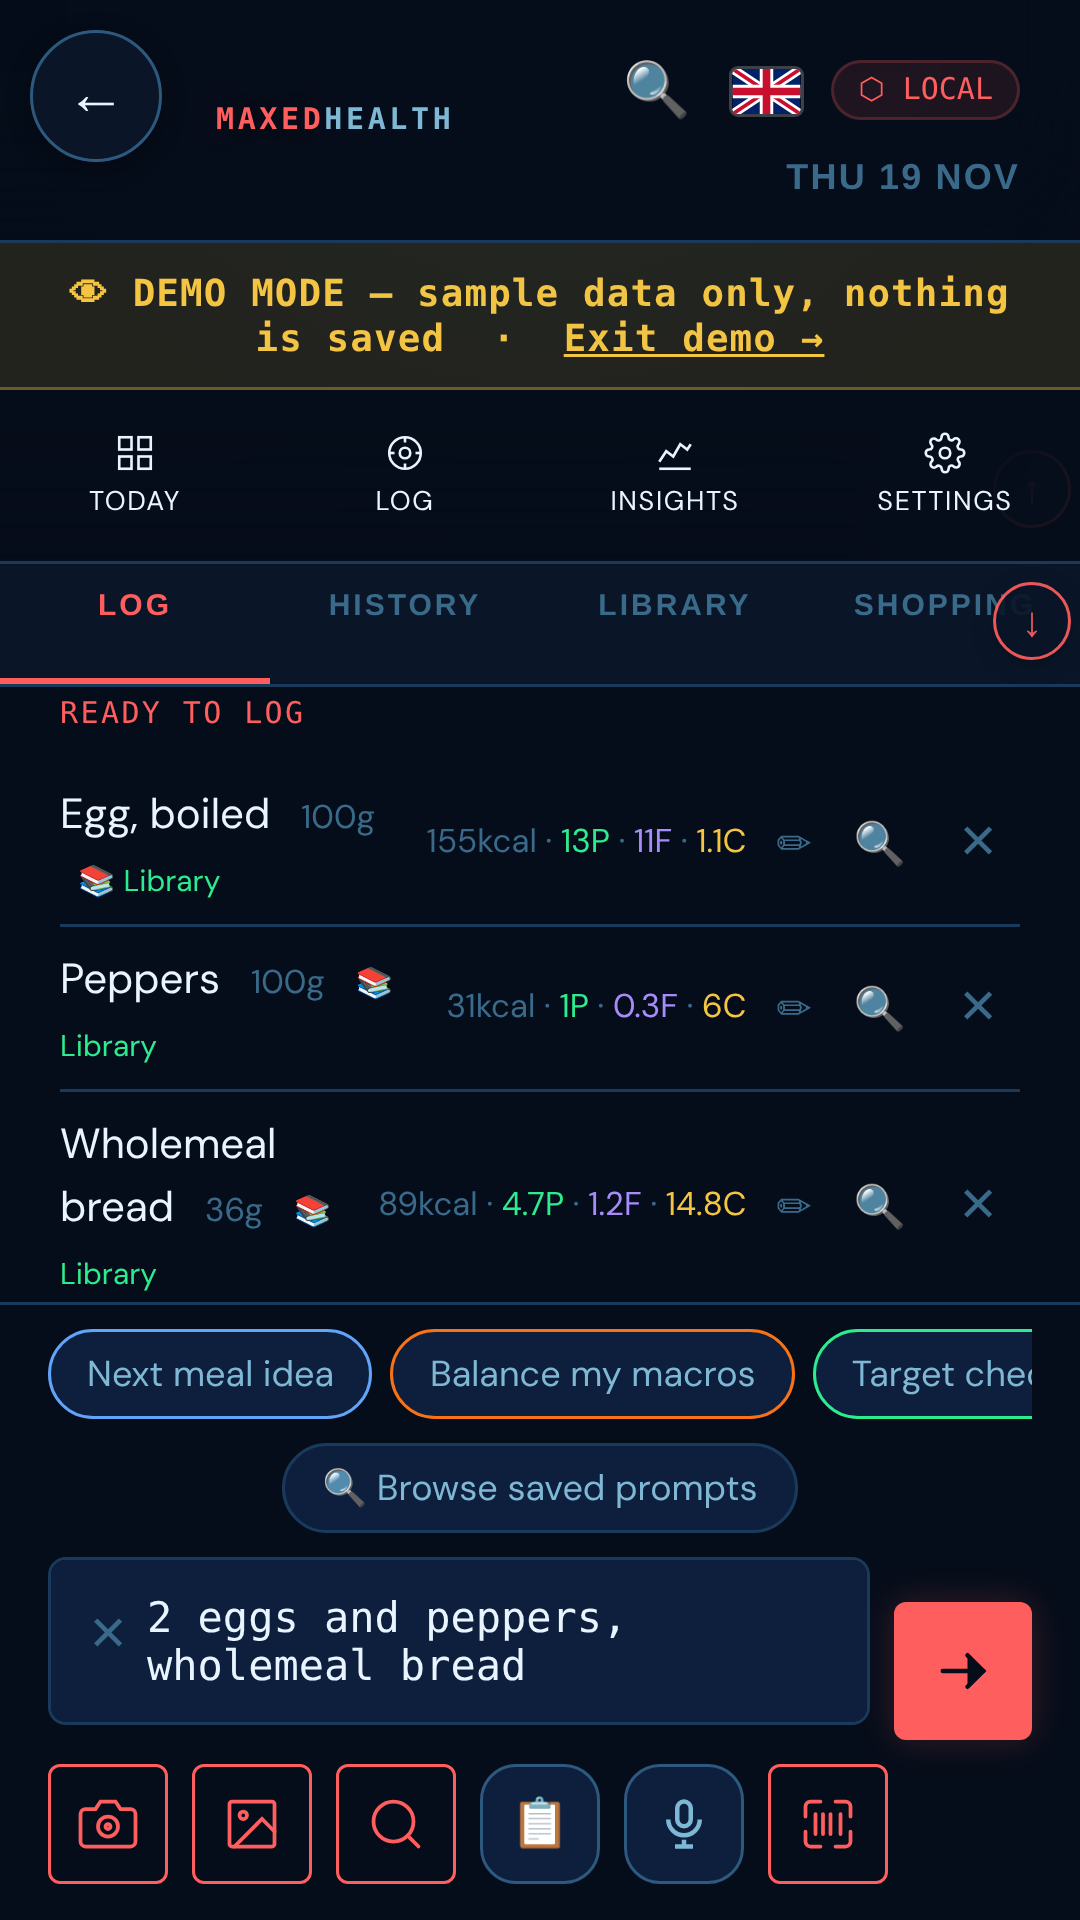 ←
MAXEDHEALTH
⬡ LOCAL
THU 19 NOV
👁 DEMO MODE — sample data only, nothing
is saved · Exit demo →
TODAY LOG INSIGHTS SETTINGS
LOG HISTORY LIBRARY SHOPPING
READY TO LOG
Egg, boiled 100g
155kcal · 13P · 11F · 1.1C
📚 Library
Peppers 100g 📚
31kcal · 1P · 0.3F · 6C
Library
Wholemeal
bread 36g 📚
89kcal · 4.7P · 1.2F · 14.8C
Library
Next meal idea Balance my macros Target chec
🔍 Browse saved prompts
2 eggs and peppers,
wholemeal bread